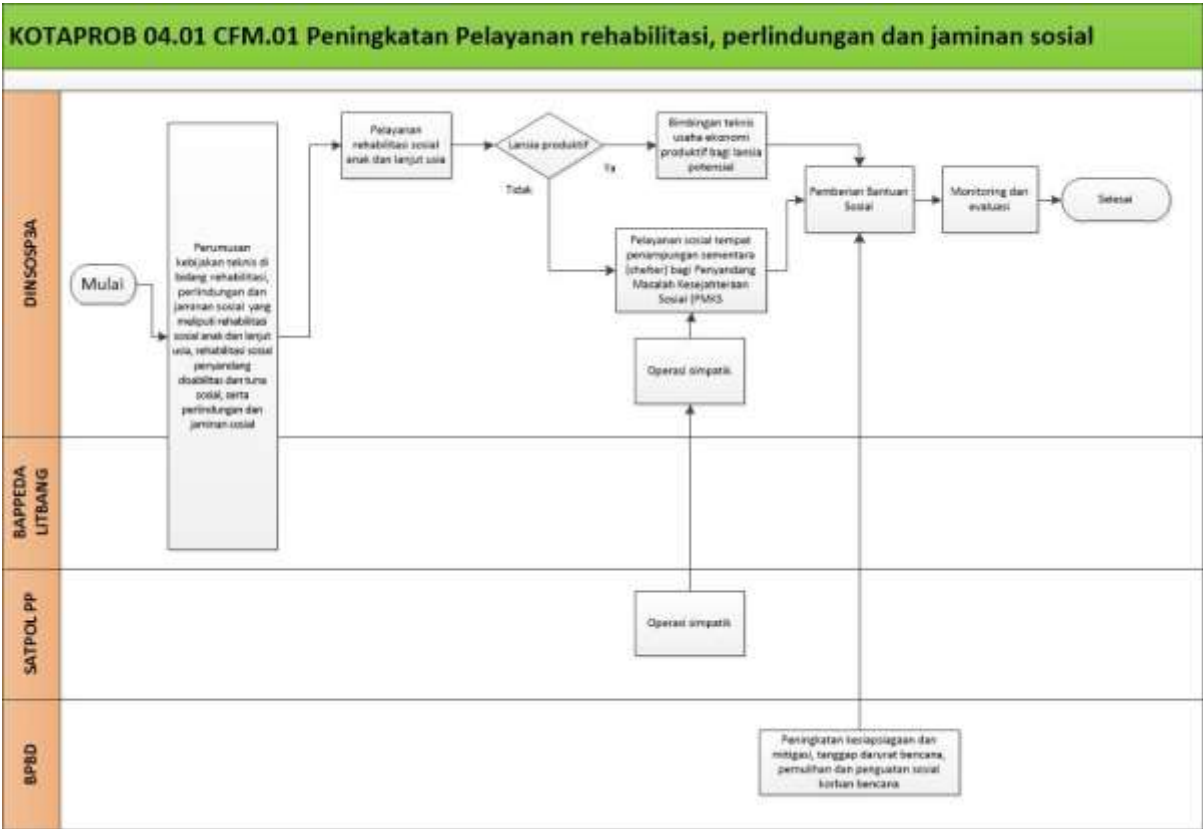 KOTAPROB 04.01 CFM.01 Peningkatan Pelayanan rehabilitasi, perlindungan dan jaminan sosial
DINSOSP3A
Mulai
Perumusan
kebijakan teknis di
bidang rehabilitasi,
perlindungan dan
jaminan sosial yang
meliputi rehabilitasi
sosial anak dan lanjut
usia, rehabilitasi sosial
penyandang
disabilitas dan tuna
sosial, serta
perlindungan dan
jaminan sosial
Pelayanan
rehabilitasi sosial
anak dan lanjut usia
Lansia produktif
Ya
Tidak
Bimbingan teknis
usaha ekonomi
produktif bagi lansia
potensial
Pelayanan sosial tempat
penampungan sementara
(shelter) bagi Penyandang
Masalah Kesejahteraan
Sosial (PMKS
Operasi simpatik
Pemberian Bantuan
Sosial
Monitoring dan
evaluasi
Selesai
BAPPEDA
LITBANG
SATPOL PP
Operasi simpatik
BPBD
Peningkatan kesiapsiagaan dan
mitigasi, tanggap darurat bencana,
pemulihan dan penguatan sosial
korban bencana